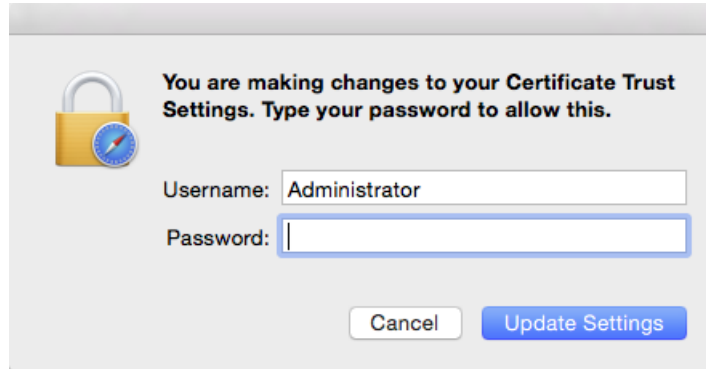 You are making changes to your Certificate Trust
Settings. Type your password to allow this.
Username: Administrator
Password:
Cancel Update Settings